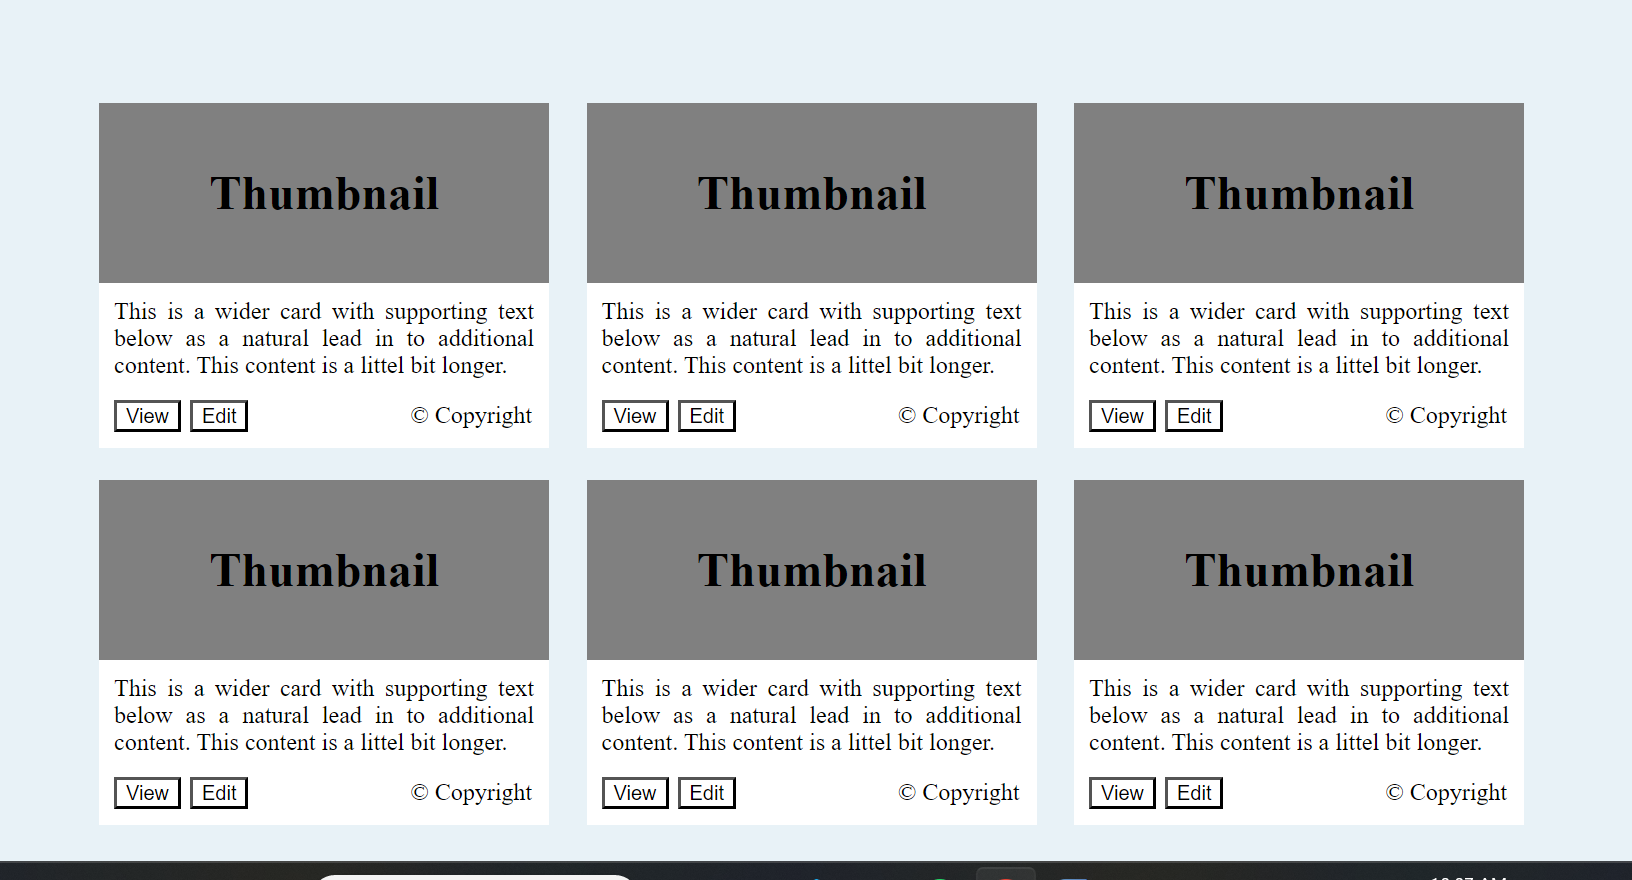 Thumbnail Thumbnail Thumbnail
This is a wider card with supporting text
below as a natural lead in to additional
content. This content is a littel bit longer.
View Edit © Copyright
This is a wider card with supporting text
below as a natural lead in to additional
content. This content is a littel bit longer.
View Edit © Copyright
This is a wider card with supporting text
below as a natural lead in to additional
content. This content is a littel bit longer.
View Edit © Copyright
Thumbnail Thumbnail Thumbnail
This is a wider card with supporting text
below as a natural lead in to additional
content. This content is a littel bit longer.
View Edit © Copyright
This is a wider card with supporting text
below as a natural lead in to additional
content. This content is a littel bit longer.
View Edit © Copyright
This is a wider card with supporting text
below as a natural lead in to additional
content. This content is a littel bit longer.
View Edit © Copyright